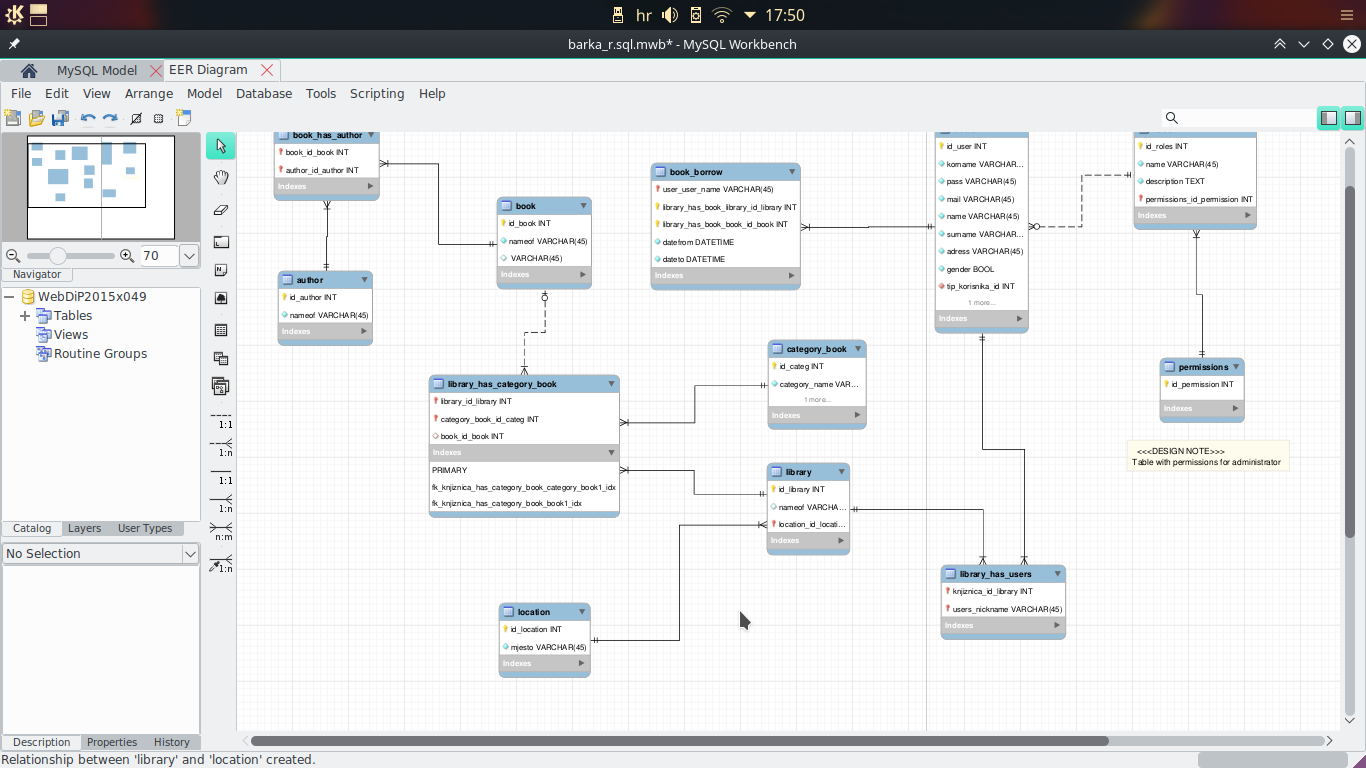 hr 17:50
barka_r.sql.mwb* - MySQL Workbench
MySQL Model
EER Diagram
File Edit View Arrange Model Database Tools Scripting Help
70
Navigator
WebDiP2015x049
Tables
Views
Routine Groups
Catalog Layers User Types
No Selection
Description Properties History
Relationship between 'library' and 'location' created.
1:1
1:n
1:1
1:n
n:m
1:n
book_has_author
book_id_book INT
author_id_author INT
Indexes
author
id_author INT
nameof VARCHAR(45)
Indexes
book
id_book INT
nameof VARCHAR(45)
VARCHAR(45)
Indexes
book_borrow
user_user_name VARCHAR(45)
library_has_book_library_id_library INT
library_has_book_book_id_book INT
datefrom DATETIME
dateto DATETIME
Indexes
id_user INT
korname VARCHAR...
pass VARCHAR(45)
mail VARCHAR(45)
name VARCHAR(45)
surname VARCHAR...
adress VARCHAR(45)
gender BOOL
tip_korisnika_id INT
1 more...
Indexes
id_roles INT
name VARCHAR(45)
description TEXT
permissions_id_permission INT
Indexes
permissions
id_permission INT
Indexes
<<<DESIGN NOTE>>>
Table with permissions for administrator
library_has_category_book
library_id_library INT
category_book_id_categ INT
book_id_book INT
Indexes
PRIMARY
fk_knjiznica_has_category_book_category_book1_idx
fk_knjiznica_has_category_book_book1_idx
category_book
id_categ INT
category_name VAR...
1 more...
Indexes
library
id_library INT
nameof VARCHA...
location_id_locati...
Indexes
location
id_location INT
mjesto VARCHAR(45)
Indexes
library_has_users
knjiznica_id_library INT
users_nickname VARCHAR(45)
Indexes